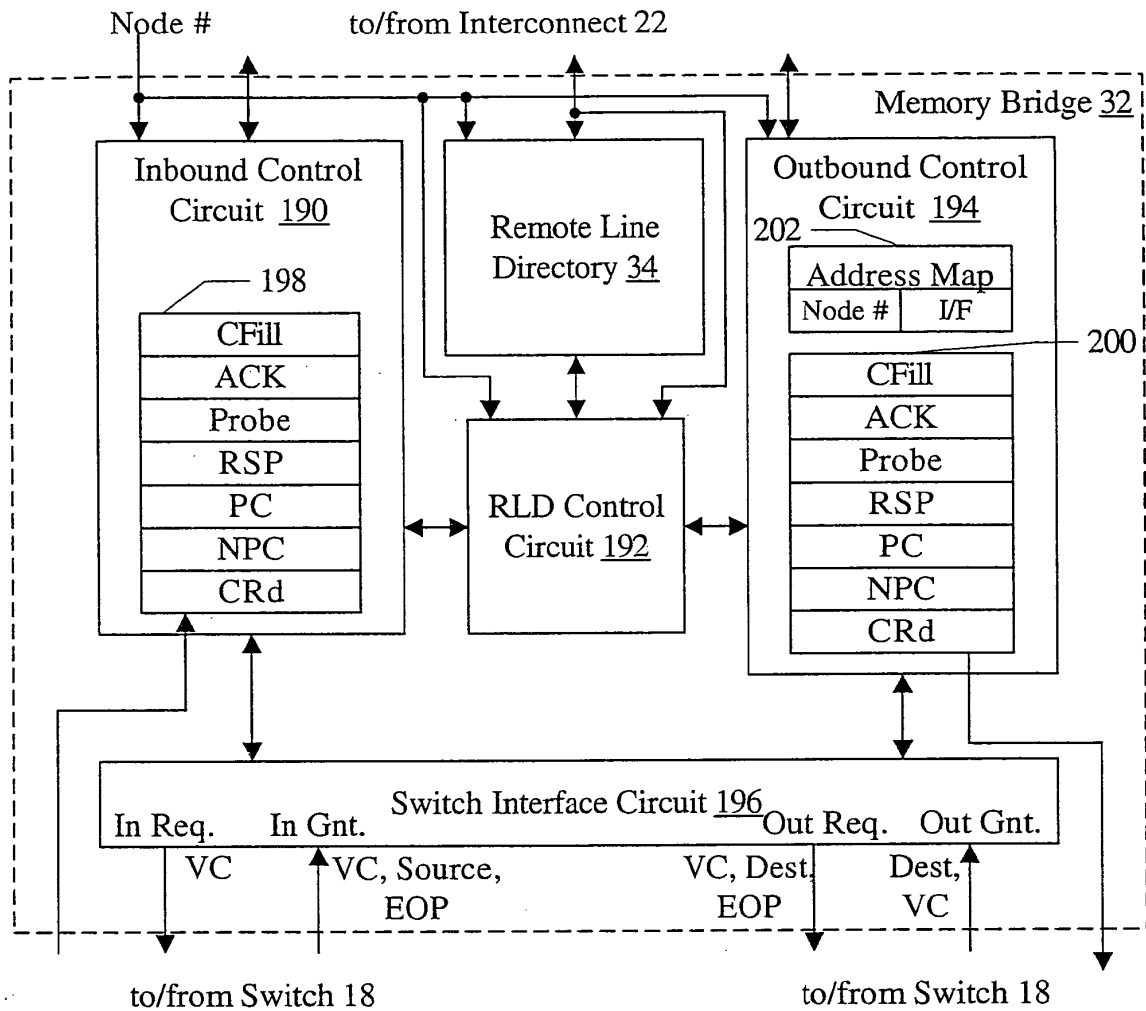 Node #
to/from Interconnect 22
Memory Bridge 32
Inbound Control
Circuit 190
198
CFill
ACK
Probe
RSP
PC
NPC
CRd
Remote Line
Directory 34
RLD Control
Circuit 192
Outbound Control
Circuit 194
202
Address Map
Node #
I/F
200
CFill
ACK
Probe
RSP
PC
NPC
CRd
Switch Interface Circuit 196
In Req.
In Gnt.
Out Req.
Out Gnt.
VC
VC, Source,
EOP
VC, Dest,
EOP
Dest,
VC
to/from Switch 18
to/from Switch 18